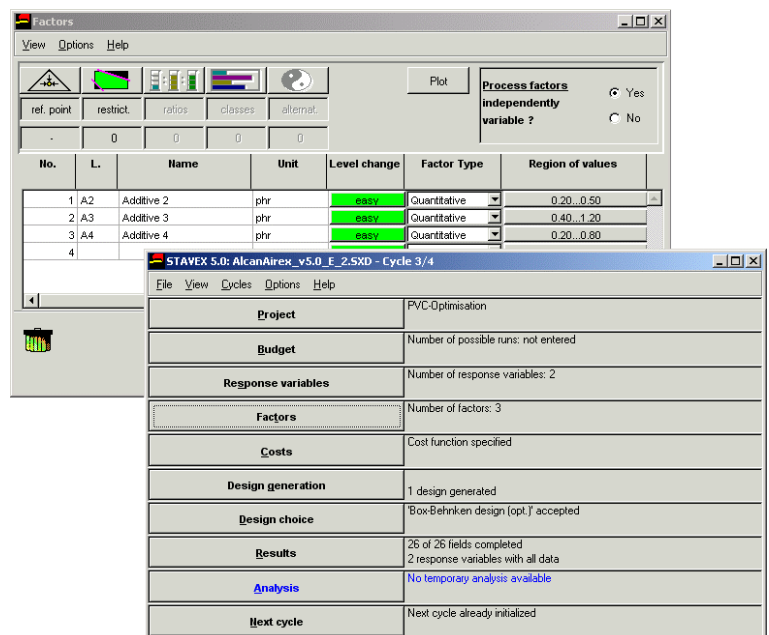 Factors
View Options Help
Plot
Process factors
independently
variable ?
Yes
No
ref. point restrict. ratios classes alternat.
- 0 0 0 0
No. L. Name Unit Level change Factor Type Region of values
1 A2 Additive 2 phr easy Quantitative 0.20...0.50
2 A3 Additive 3 phr easy Quantitative 0.40...1.20
3 A4 Additive 4 phr easy Quantitative 0.20...0.80
4
STAVEX 5.0: AlcanAirex_v5.0_E_2.SXD - Cycle 3/4
File View Cycles Options Help
Project PVC-Optimisation
Budget Number of possible runs: not entered
Response variables Number of response variables: 2
Factors Number of factors: 3
Costs Cost function specified
Design generation 1 design generated
Design choice 'Box-Behnken design (opt.)' accepted
Results 26 of 26 fields completed
2 response variables with all data
Analysis No temporary analysis available
Next cycle Next cycle already initialized